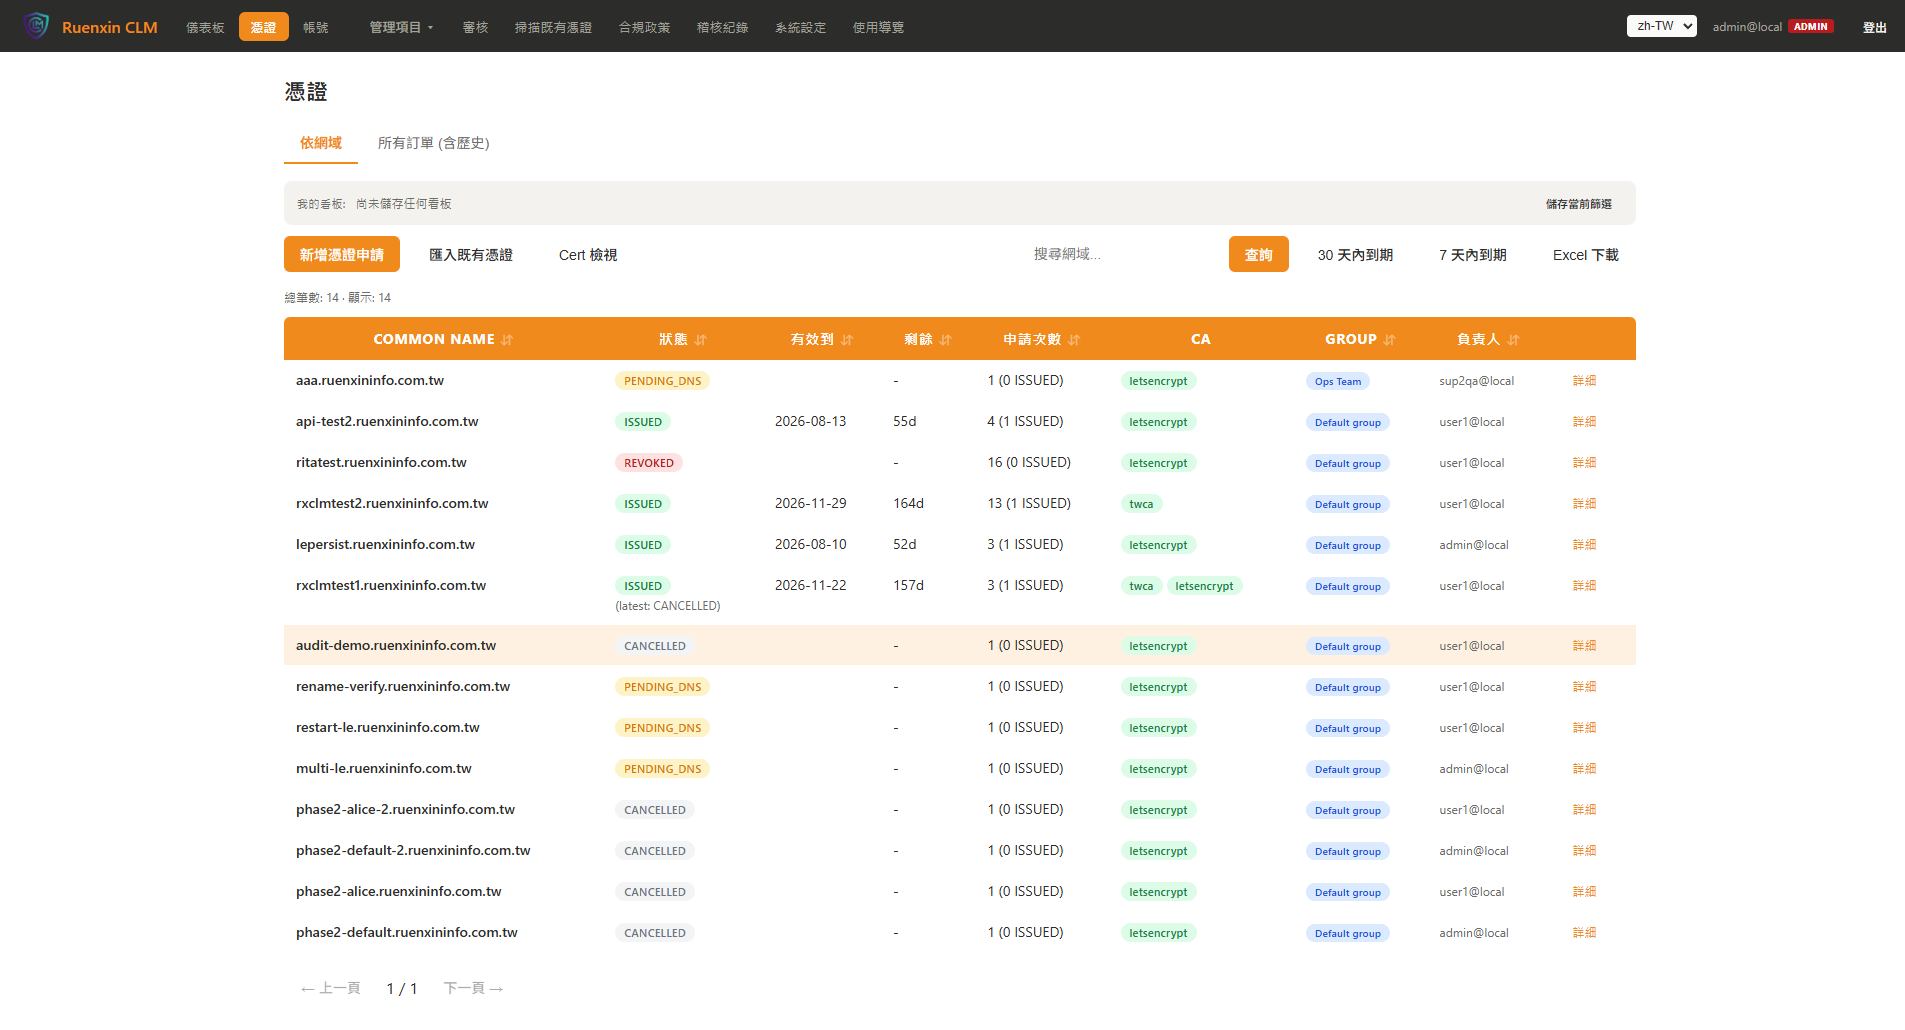 Ruenxin CLM 儀表板 憑證 帳號 管理項目 審核 掃描既有憑證 合規政策 稽核紀錄 系統設定 使用導覽 zh-TW admin@local ADMIN 登出
憑證
依網域 所有訂單 (含歷史)
我的看板: 尚未儲存任何看板 儲存當前篩選
新增憑證申請 匯入既有憑證 Cert 檢視 搜尋網域... 查詢 30 天內到期 7 天內到期 Excel 下載
總筆數: 14 · 顯示: 14
COMMON NAME 狀態 有效到 剩餘 申請次數 CA GROUP 負責人
aaa.ruenxininfo.com.tw PENDING_DNS - 1 (0 ISSUED) letsencrypt Ops Team sup2qa@local 詳細
api-test2.ruenxininfo.com.tw ISSUED 2026-08-13 55d 4 (1 ISSUED) letsencrypt Default group user1@local 詳細
ritatest.ruenxininfo.com.tw REVOKED - 16 (0 ISSUED) letsencrypt Default group user1@local 詳細
rxclmtest2.ruenxininfo.com.tw ISSUED 2026-11-29 164d 13 (1 ISSUED) twca Default group user1@local 詳細
lepersist.ruenxininfo.com.tw ISSUED 2026-08-10 52d 3 (1 ISSUED) letsencrypt Default group admin@local 詳細
rxclmtest1.ruenxininfo.com.tw ISSUED 2026-11-22 157d 3 (1 ISSUED) twca letsencrypt Default group user1@local 詳細
(latest: CANCELLED)
audit-demo.ruenxininfo.com.tw CANCELLED - 1 (0 ISSUED) letsencrypt Default group user1@local 詳細
rename-verify.ruenxininfo.com.tw PENDING_DNS - 1 (0 ISSUED) letsencrypt Default group user1@local 詳細
restart-le.ruenxininfo.com.tw PENDING_DNS - 1 (0 ISSUED) letsencrypt Default group user1@local 詳細
multi-le.ruenxininfo.com.tw PENDING_DNS - 1 (0 ISSUED) letsencrypt Default group admin@local 詳細
phase2-alice-2.ruenxininfo.com.tw CANCELLED - 1 (0 ISSUED) letsencrypt Default group user1@local 詳細
phase2-default-2.ruenxininfo.com.tw CANCELLED - 1 (0 ISSUED) letsencrypt Default group admin@local 詳細
phase2-alice.ruenxininfo.com.tw CANCELLED - 1 (0 ISSUED) letsencrypt Default group user1@local 詳細
phase2-default.ruenxininfo.com.tw CANCELLED - 1 (0 ISSUED) letsencrypt Default group admin@local 詳細
← 上一頁 1 / 1 下一頁 →